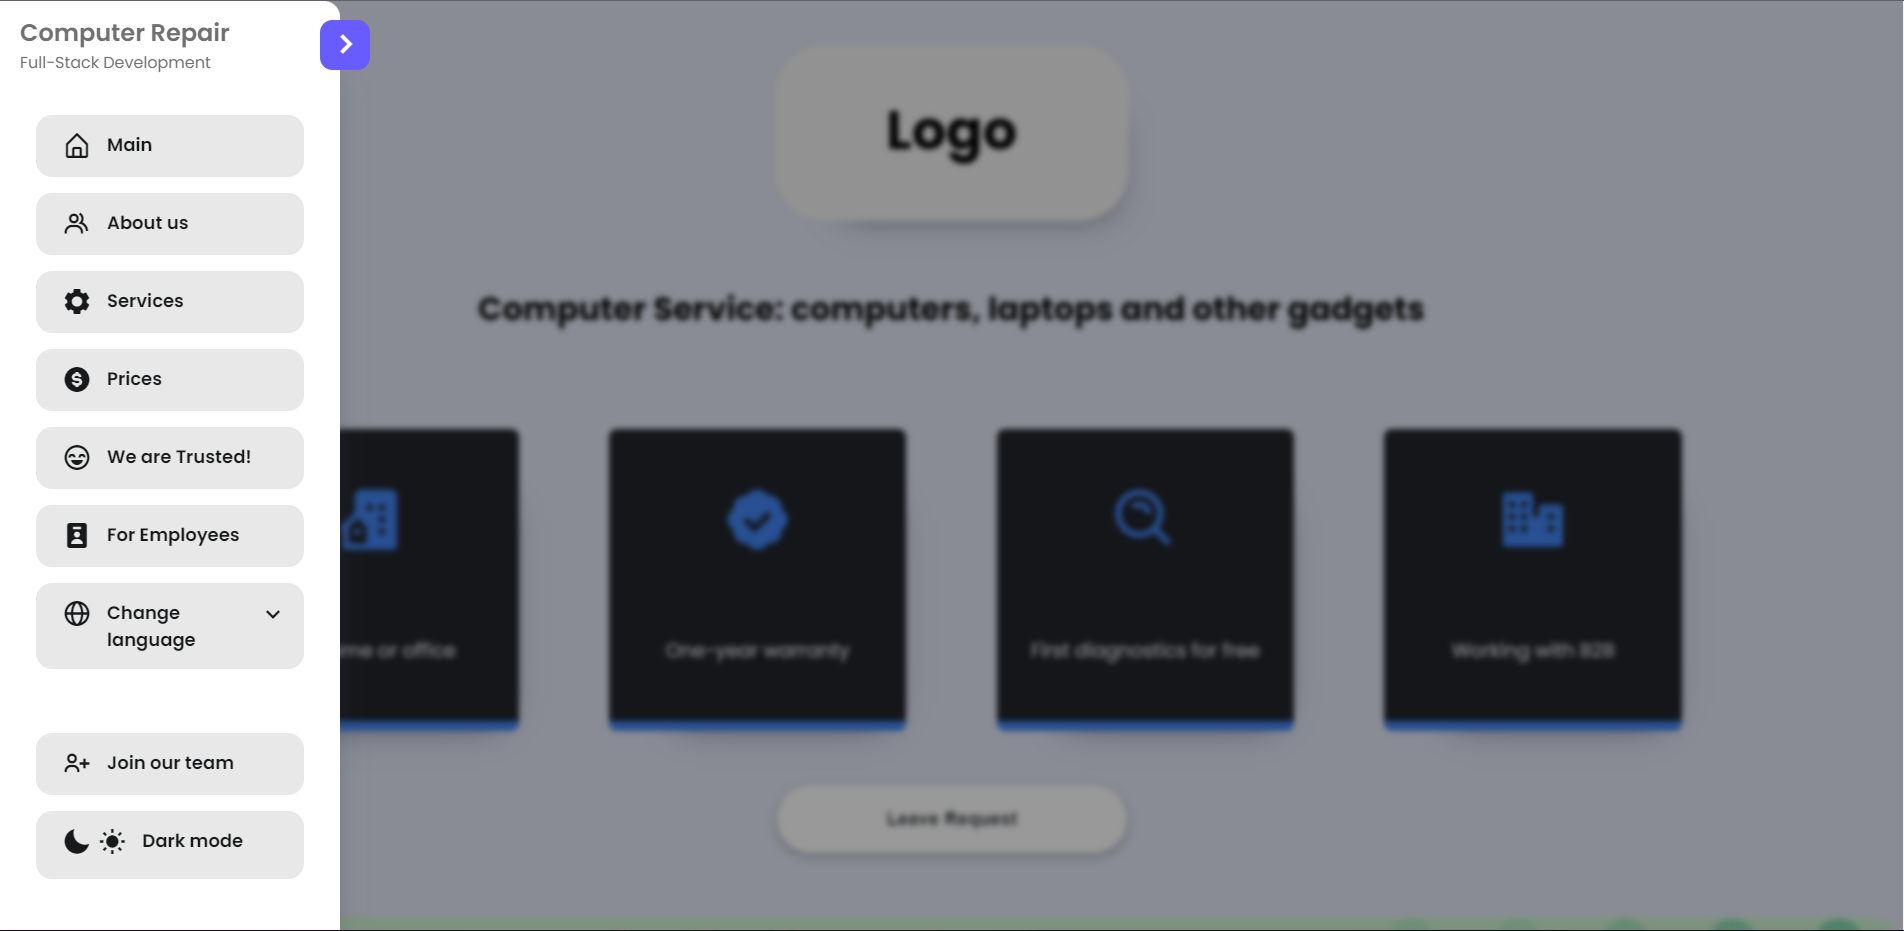 Computer Repair
Full-Stack Development
Main
About us
Services
Prices
We are Trusted!
For Employees
Change
language
Join our team
Dark mode
Logo
Computer Service: computers, laptops and other gadgets
or office
One-year warranty
First diagnostics for free
Working with B2B
Leave Request